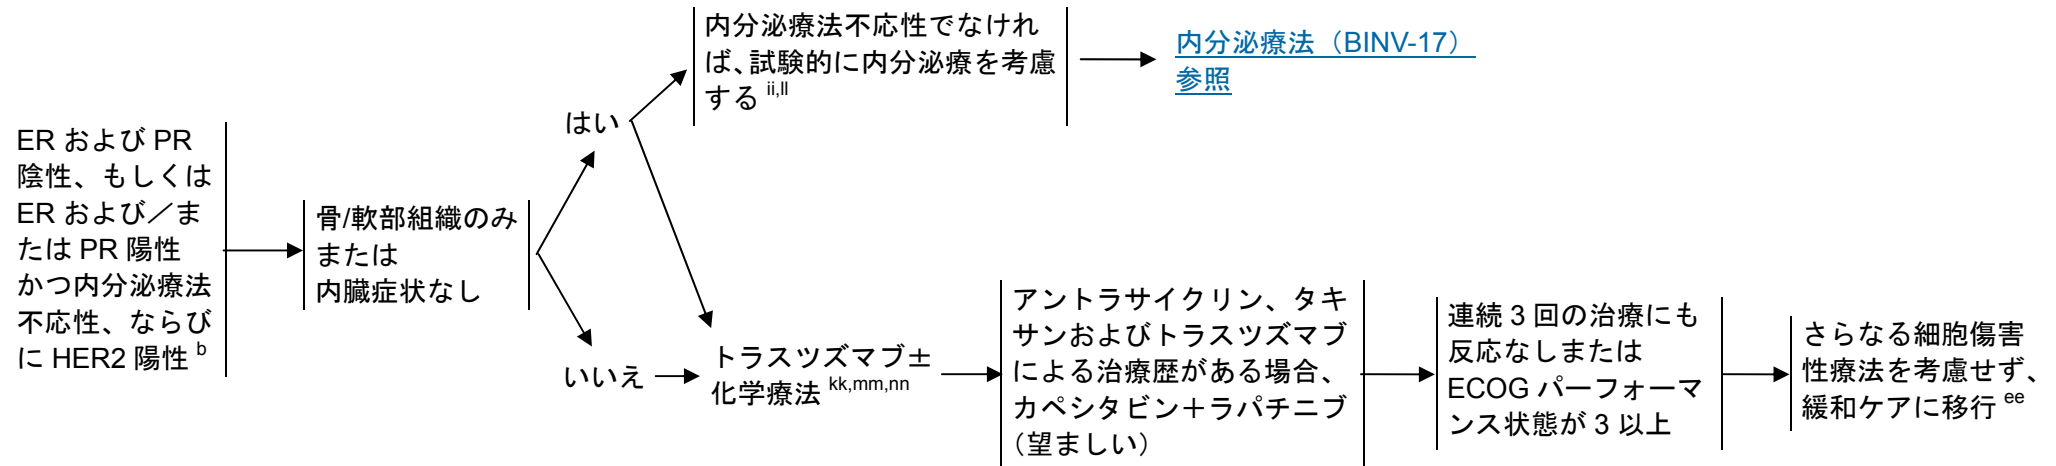 ER および PR
陰性、もしくは
ER および／ま
たは PR 陽性
かつ内分泌療法
不応性、ならび
に HER2 陽性 b
骨/軟部組織のみ
または
内臓症状なし
はい
いいえ
内分泌療法不応性でなけれ
ば、試験的に内分泌療を考慮
する ii,ll
内分泌療法（BINV-17）
参照
トラスツズマブ±
化学療法 kk,mm,nn
アントラサイクリン、タキ
サンおよびトラスツズマブ
による治療歴がある場合、
カペシタビン＋ラパチニブ
（望ましい）
連続 3 回の治療にも
反応なしまたは
ECOG パーフォーマ
ンス状態が 3 以上
さらなる細胞傷害
性療法を考慮せず、
緩和ケアに移行 ee